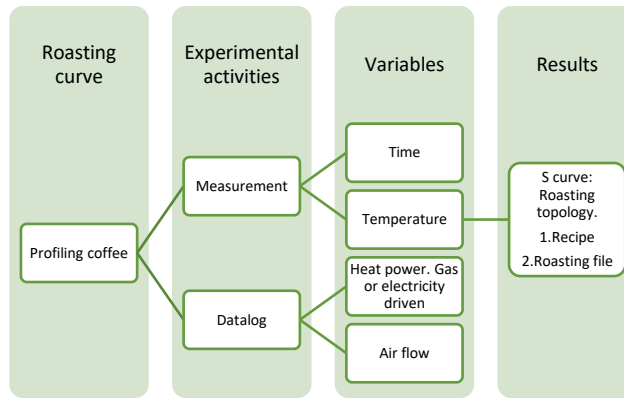 Roasting
curve
Experimental
activities
Variables
Results
Profiling coffee
Measurement
Datalog
Time
Temperature
Heat power. Gas
or electricity
driven
Air flow
S curve:
Roasting
topology.
1.Recipe
2.Roasting file